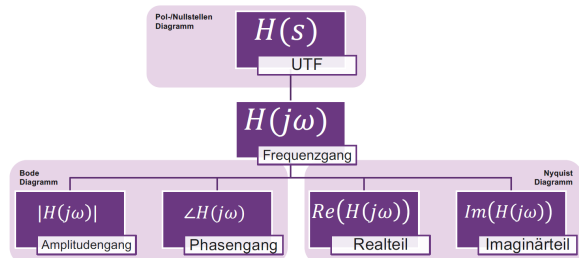 Pol-/Nullstellen
Diagramm
H(s)
UTF
H(jω)
Frequenzgang
Bode
Diagramm
Nyquist
Diagramm
|H(jω)|
Amplitudengang
∠H(jω)
Phasengang
Re(H(jω))
Realteil
Im(H(jω))
Imaginärteil